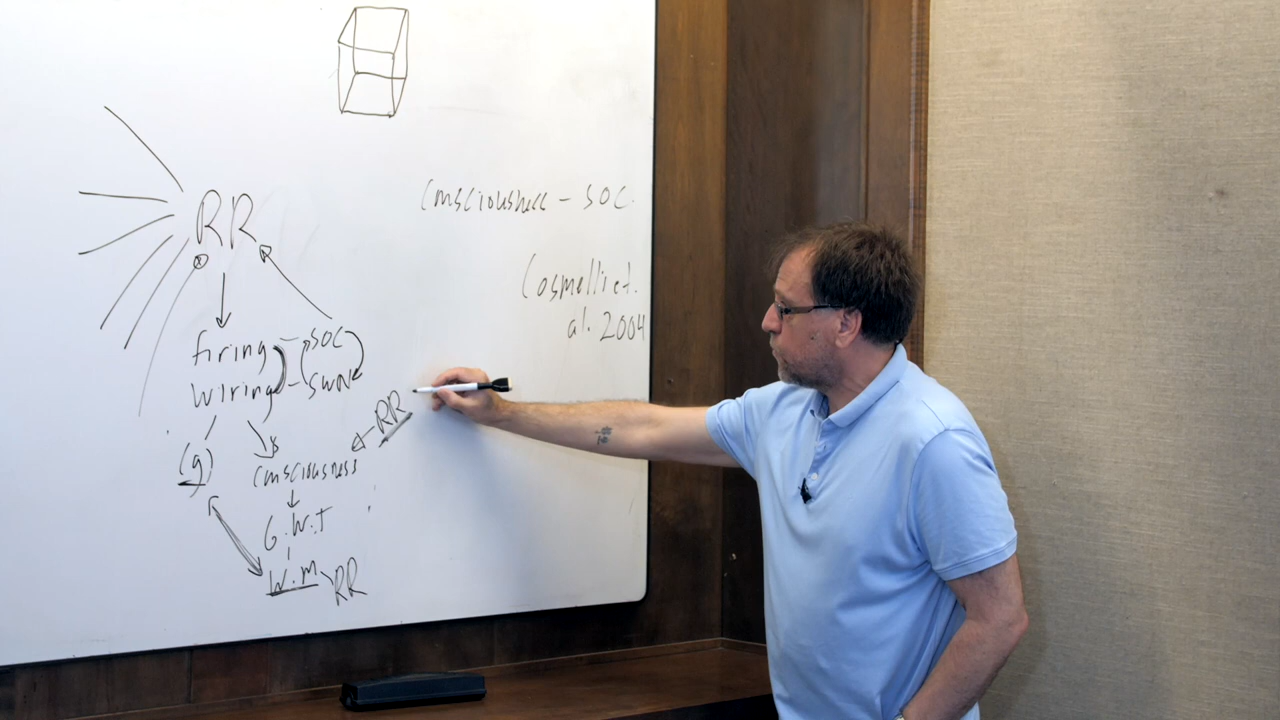 RR
Consciousness - SOC.
Cosmelli et.
al. 2004
firing - SOC
wiring - SWN
RR
(g)
Consciousness
G.W.T
W.M RR